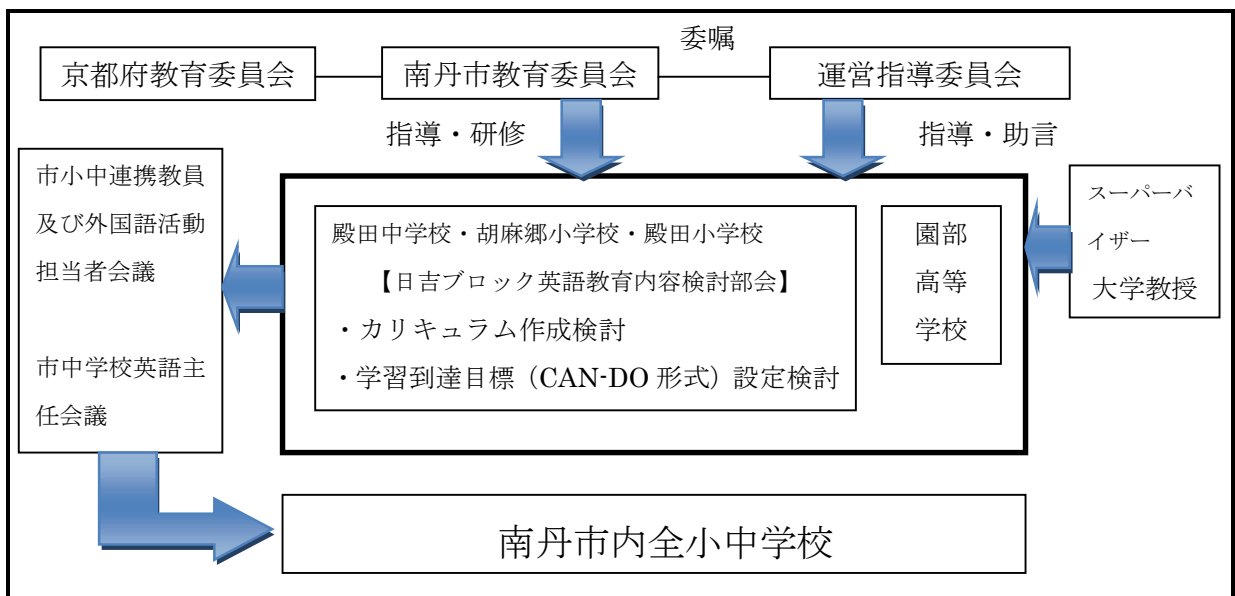 委嘱
京都府教育委員会
南丹市教育委員会
運営指導委員会
指導・研修
指導・助言
市小中連携教員
及び外国語活動
担当者会議
市中学校英語主
任会議
殿田中学校・胡麻郷小学校・殿田小学校
【日吉ブロック英語教育内容検討部会】
・カリキュラム作成検討
・学習到達目標（CAN-DO 形式）設定検討
園部
高等
学校
スーパーバ
イザー
大学教授
南丹市内全小中学校